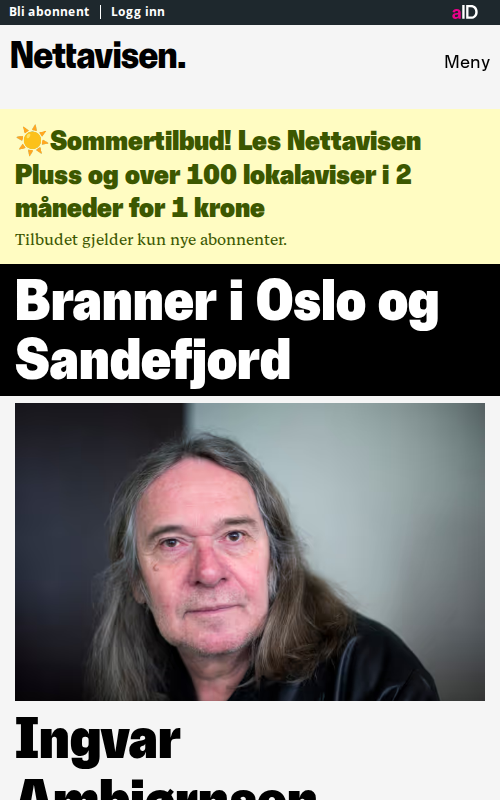 Bli abonnent | Logg inn
aID
Nettavisen.
Meny
☀️Sommertilbud! Les Nettavisen
Pluss og over 100 lokalaviser i 2
måneder for 1 krone
Tilbudet gjelder kun nye abonnenter.
Branner i Oslo og
Sandefjord
Ingvar
Ambjørnsen